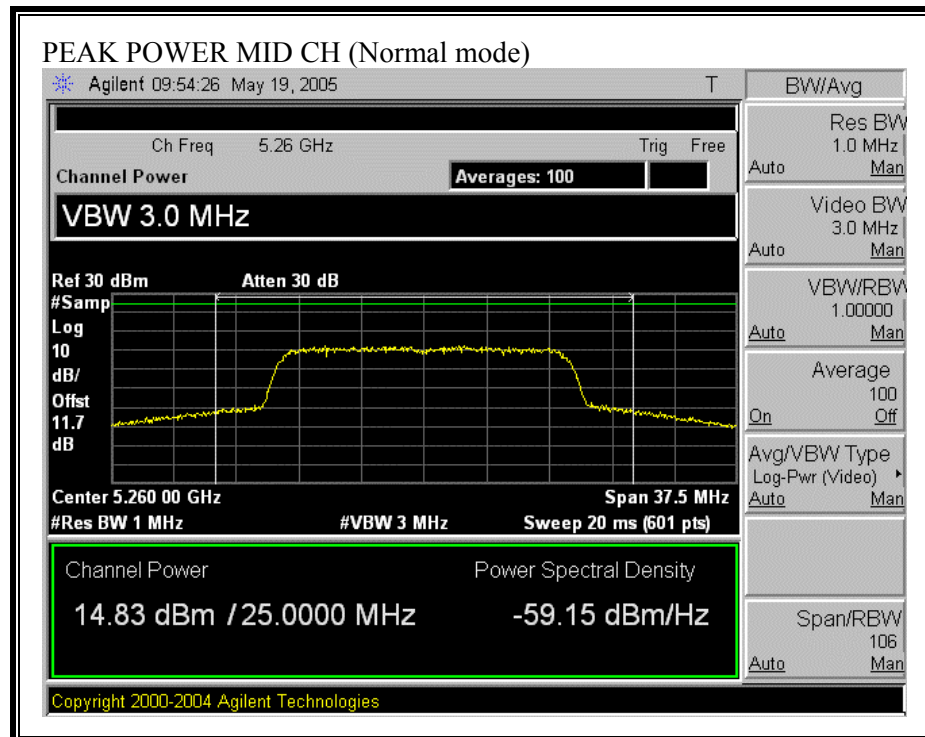 PEAK POWER MID CH (Normal mode)
Agilent 09:54:26 May 19, 2005 T
Ch Freq 5.26 GHz Trig Free
Channel Power Averages: 100
VBW 3.0 MHz
Ref 30 dBm Atten 30 dB
#Samp
Log
10
dB/
Offst
11.7
dB
Center 5.260 00 GHz Span 37.5 MHz
#Res BW 1 MHz #VBW 3 MHz Sweep 20 ms (601 pts)
Channel Power Power Spectral Density
14.83 dBm / 25.0000 MHz -59.15 dBm/Hz
Copyright 2000-2004 Agilent Technologies
BW/Avg
Res BW
1.0 MHz
Auto Man
Video BW
3.0 MHz
Auto Man
VBW/RBW
1.00000
Auto Man
Average
100
On Off
Avg/VBW Type
Log-Pwr (Video)
Auto Man
Span/RBW
106
Auto Man